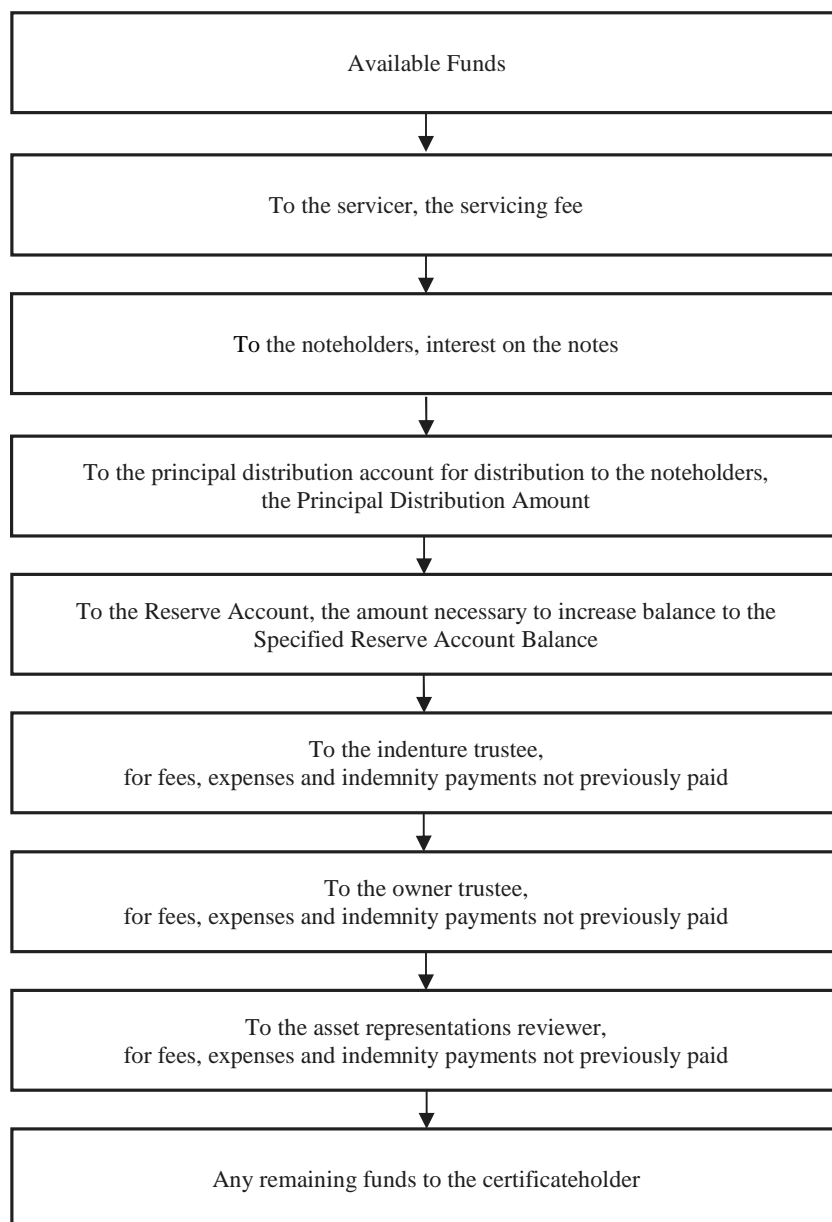 Available Funds
To the servicer, the servicing fee
To the noteholders, interest on the notes
To the principal distribution account for distribution to the noteholders,
the Principal Distribution Amount
To the Reserve Account, the amount necessary to increase balance to the
Specified Reserve Account Balance
To the indenture trustee,
for fees, expenses and indemnity payments not previously paid
To the owner trustee,
for fees, expenses and indemnity payments not previously paid
To the asset representations reviewer,
for fees, expenses and indemnity payments not previously paid
Any remaining funds to the certificateholder